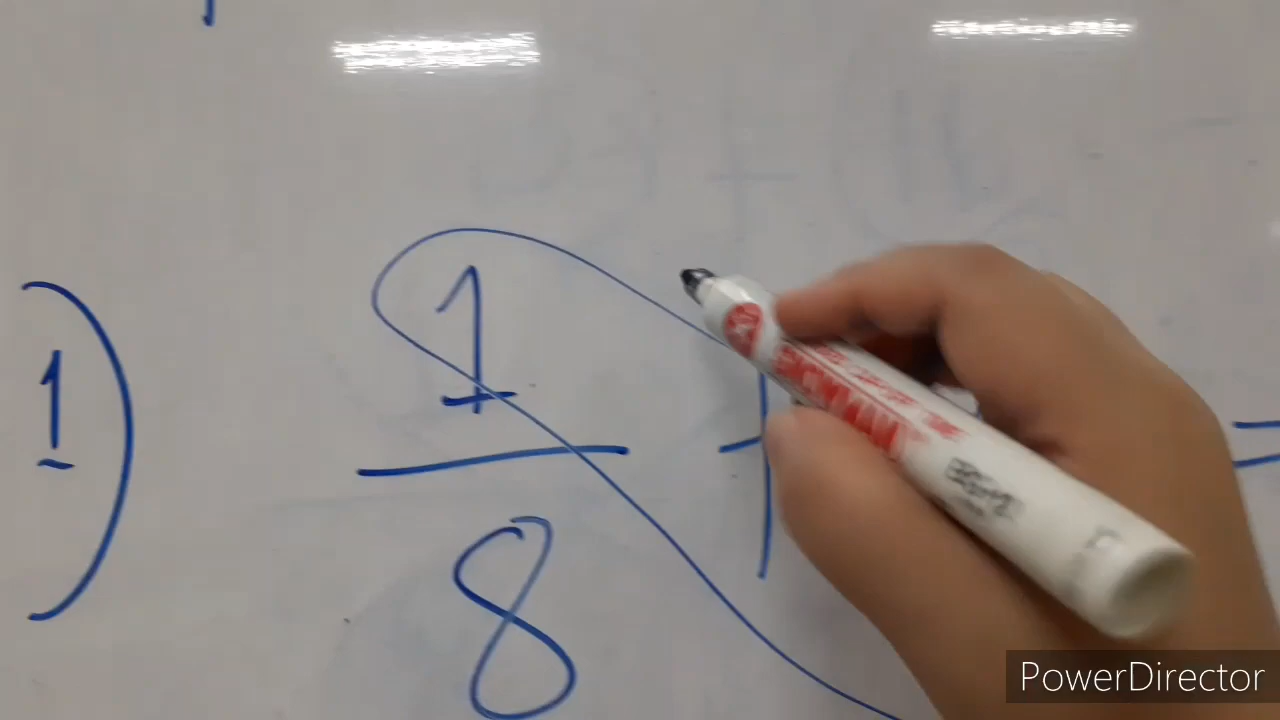 1) 1/8 + =
PowerDirector